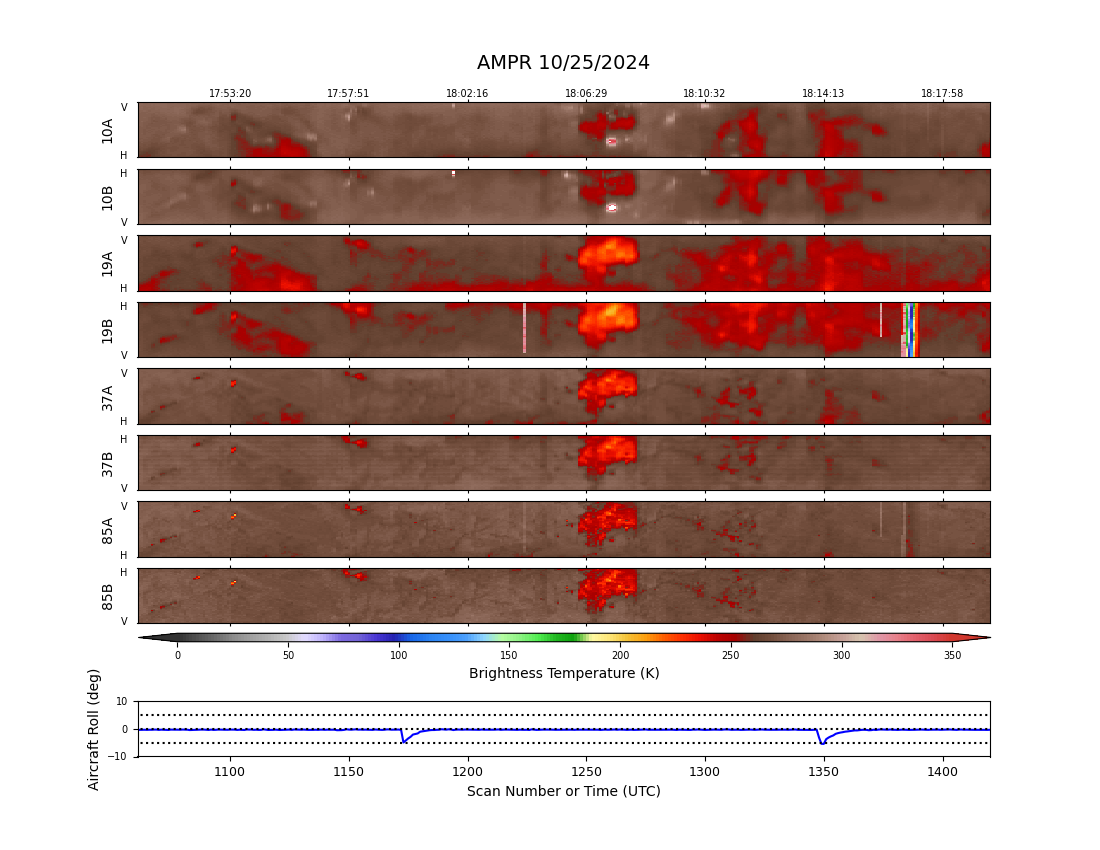 AMPR 10/25/2024
17:53:20 17:57:51 18:02:16 18:06:29 18:10:32 18:14:13 18:17:58
V
10A
H
H
10B
V
V
19A
H
H
19B
V
V
37A
H
H
37B
V
V
85A
H
H
85B
V
0 50 100 150 200 250 300 350
Brightness Temperature (K)
Aircraft Roll (deg)
10
0
−10
1100 1150 1200 1250 1300 1350 1400
Scan Number or Time (UTC)